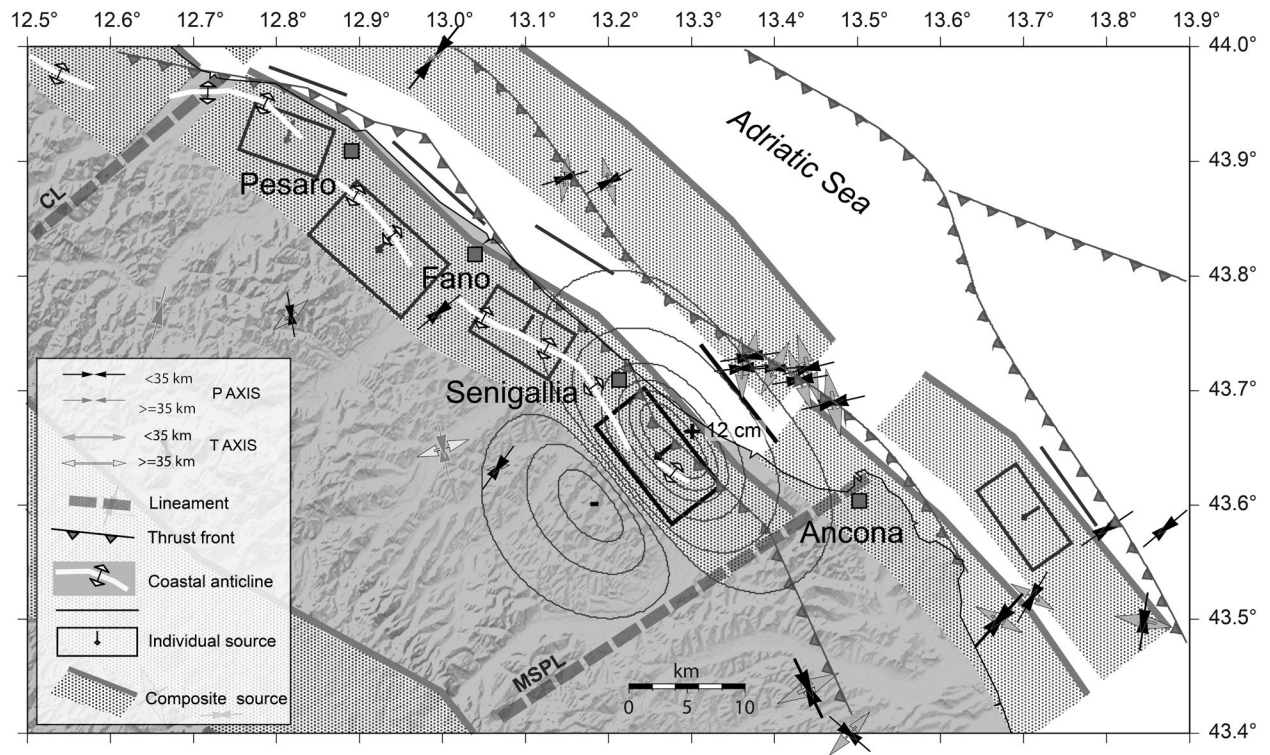 12.5° 12.6° 12.7° 12.8° 12.9° 13.0° 13.1° 13.2° 13.3° 13.4° 13.5° 13.6° 13.7° 13.8° 13.9°
44.0°
Adriatic Sea
43.9°
Pesaro
CL
43.8°
Fano
43.7°
Senigallia
12 cm
43.6°
Ancona
43.5°
MSPL
km
0 5 10
43.4°
<35 km
P AXIS
>=35 km
<35 km
T AXIS
>=35 km
Lineament
Thrust front
Coastal anticline
Individual source
Composite source